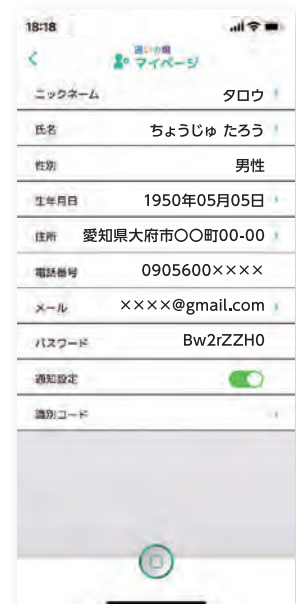 18:18
通いの場
マイページ
ニックネーム タロウ
氏名 ちょうじゅ たろう
性別 男性
生年月日 1950年05月05日
住所 愛知県大府市〇〇町00-00
電話番号 0905600××××
メール ××××@gmail.com
パスワード Bw2rZZH0
通知設定
識別コード